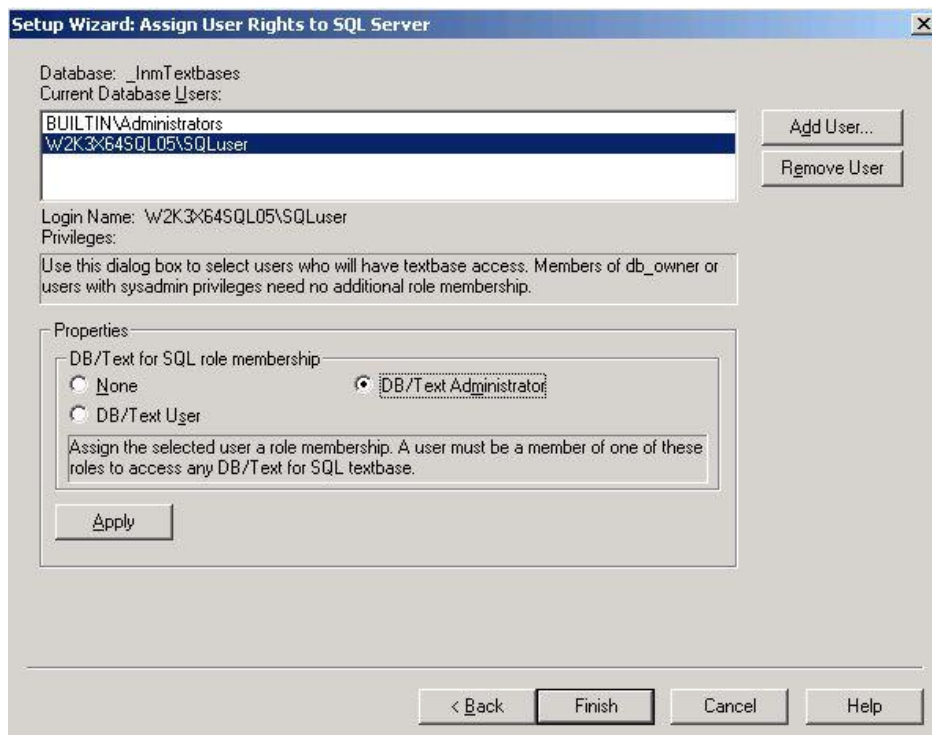 Setup Wizard: Assign User Rights to SQL Server
Database: _InmTextbases
Current Database Users:
BUILTIN\Administrators
W2K3X64SQL05\SQLuser
Add User...
Remove User
Login Name: W2K3X64SQL05\SQLuser
Privileges:
Use this dialog box to select users who will have textbase access. Members of db_owner or
users with sysadmin privileges need no additional role membership.
Properties
DB/Text for SQL role membership
None
DB/Text Administrator
DB/Text User
Assign the selected user a role membership. A user must be a member of one of these
roles to access any DB/Text for SQL textbase.
Apply
< Back
Finish
Cancel
Help